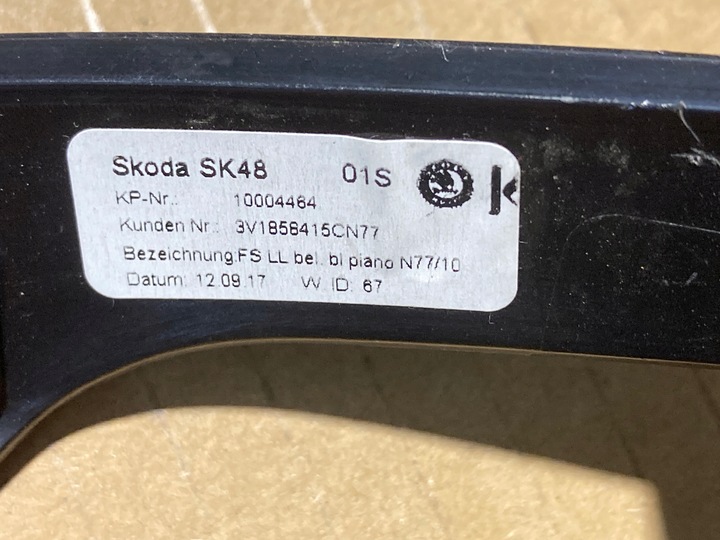 Skoda SK48 01S
KP-Nr.: 10004464
Kunden Nr.: 3V1858415CN77
Bezeichnung:FS LL bel. bl piano N77/10
Datum: 12.09.17 W ID: 67